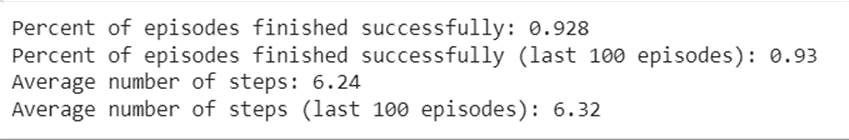 Percent of episodes finished successfully: 0.928
Percent of episodes finished successfully (last 100 episodes): 0.93
Average number of steps: 6.24
Average number of steps (last 100 episodes): 6.32